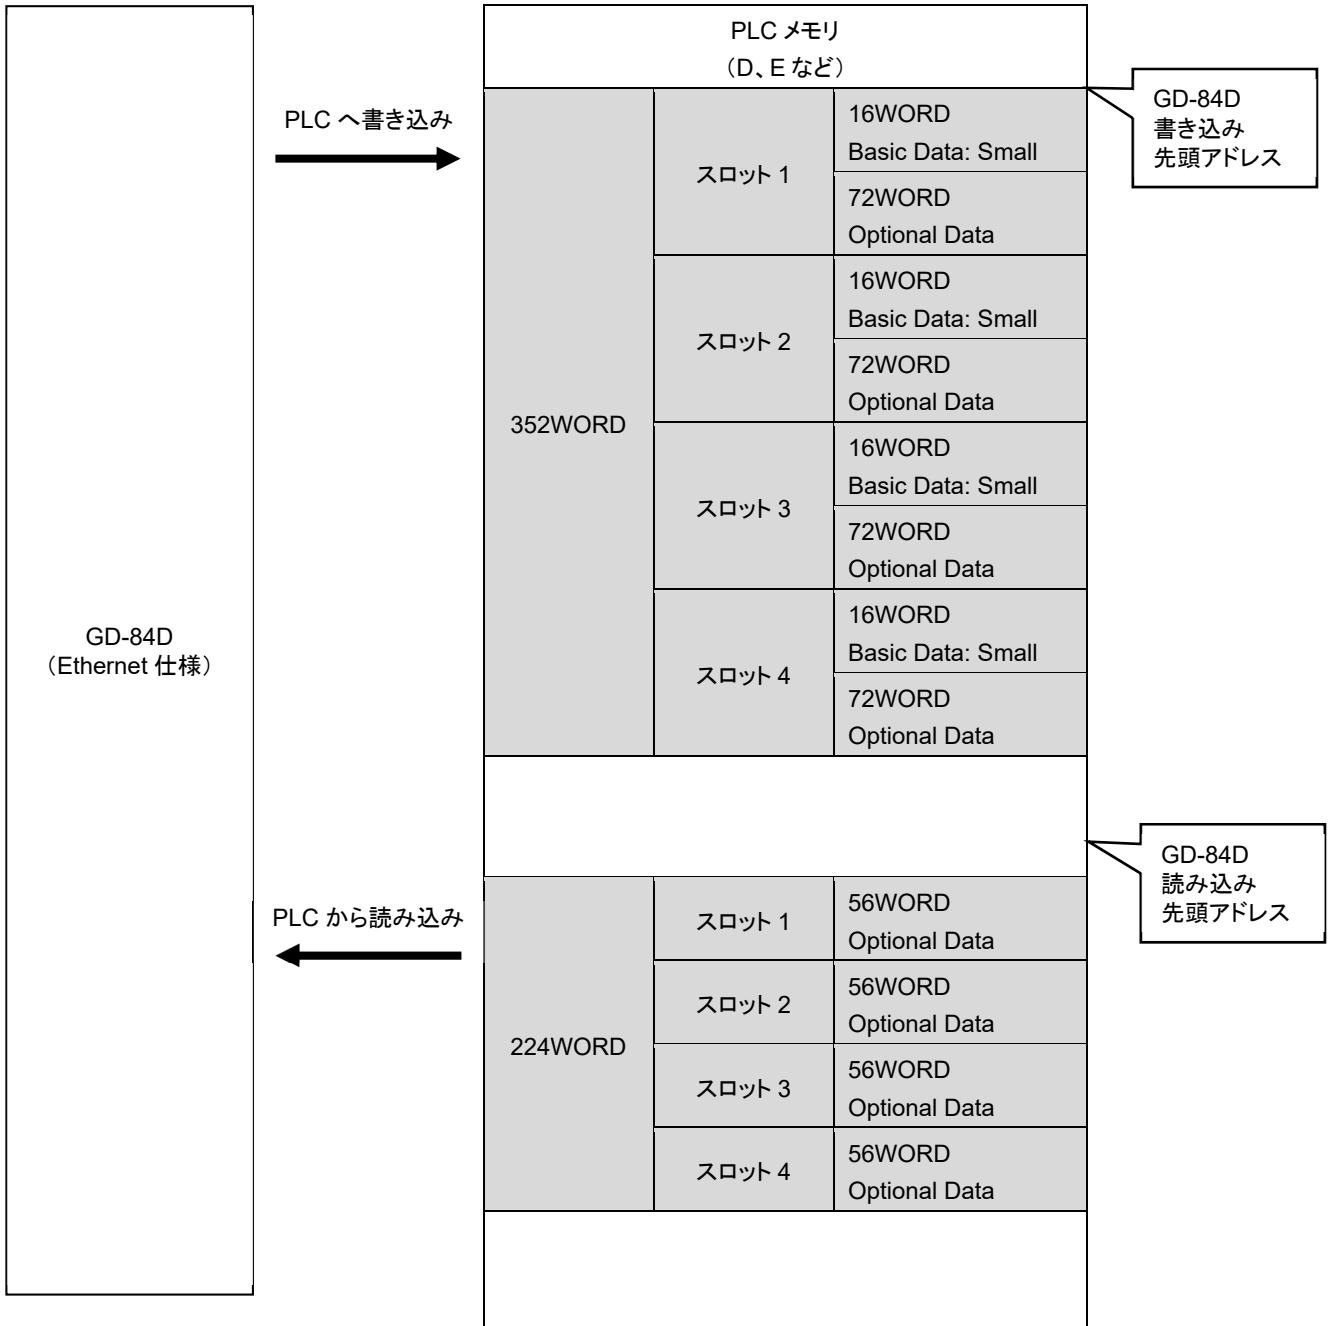 PLC メモリ
（D、E など）
PLC へ書き込み
GD-84D
書き込み
先頭アドレス
352WORD
スロット 1
16WORD
Basic Data: Small
72WORD
Optional Data
スロット 2
16WORD
Basic Data: Small
72WORD
Optional Data
スロット 3
16WORD
Basic Data: Small
72WORD
Optional Data
スロット 4
16WORD
Basic Data: Small
72WORD
Optional Data
GD-84D
（Ethernet 仕様）
GD-84D
読み込み
先頭アドレス
PLC から読み込み
224WORD
スロット 1
56WORD
Optional Data
スロット 2
56WORD
Optional Data
スロット 3
56WORD
Optional Data
スロット 4
56WORD
Optional Data